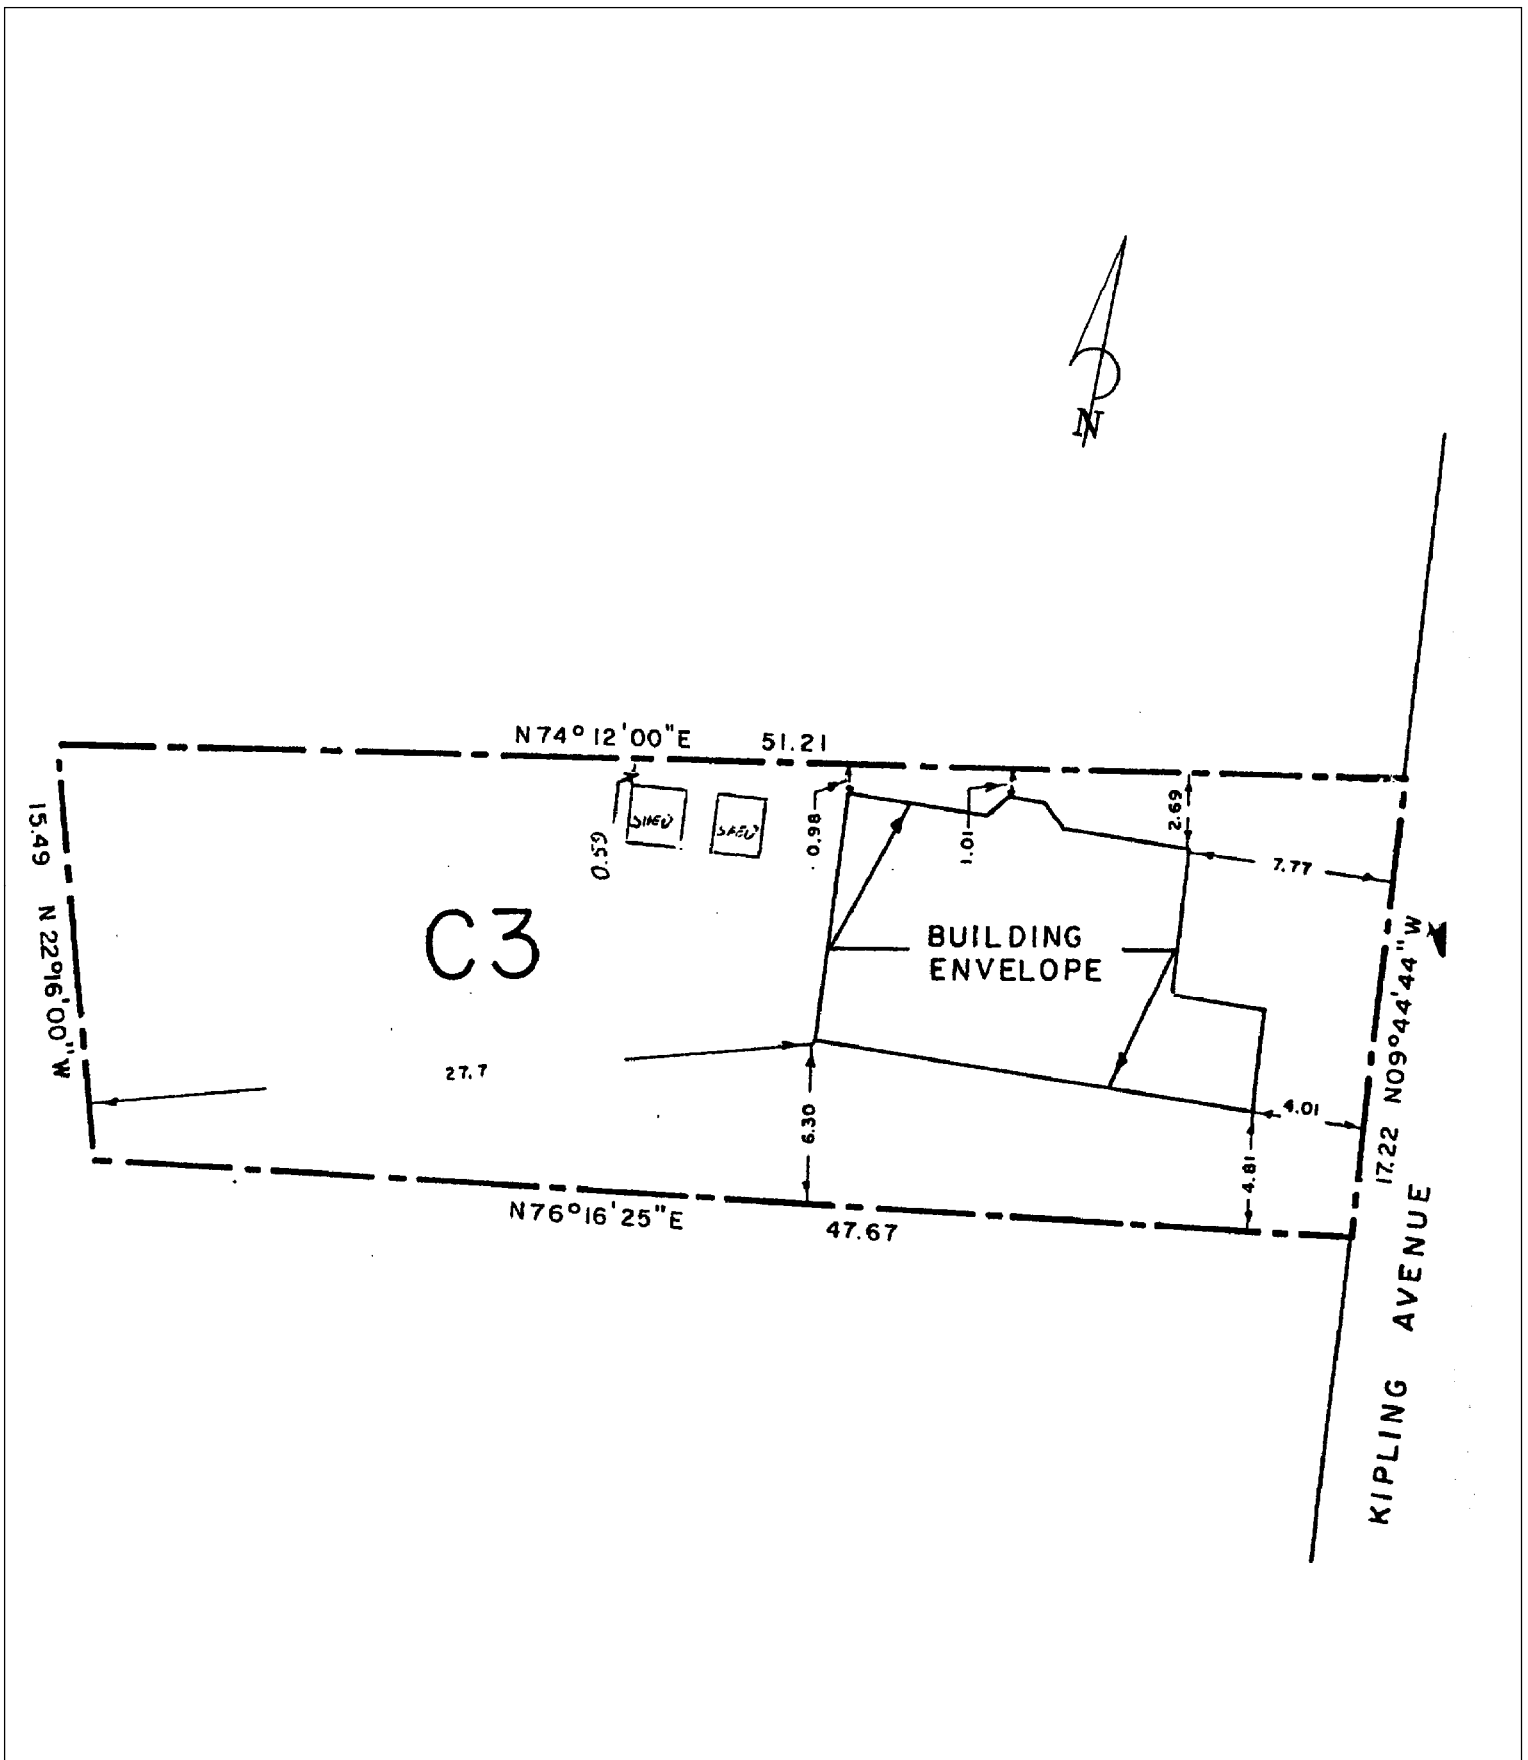 N
N74°12'00"E 51.21
15.49 N 22°16'00"W
0.59
SHED
SHED
0.98
1.01
2.69
7.77
C3
BUILDING
ENVELOPE
27.7
6.30
4.01
4.81
17.22 N09°44'44"W
N76°16'25"E 47.67
KIPLING AVENUE